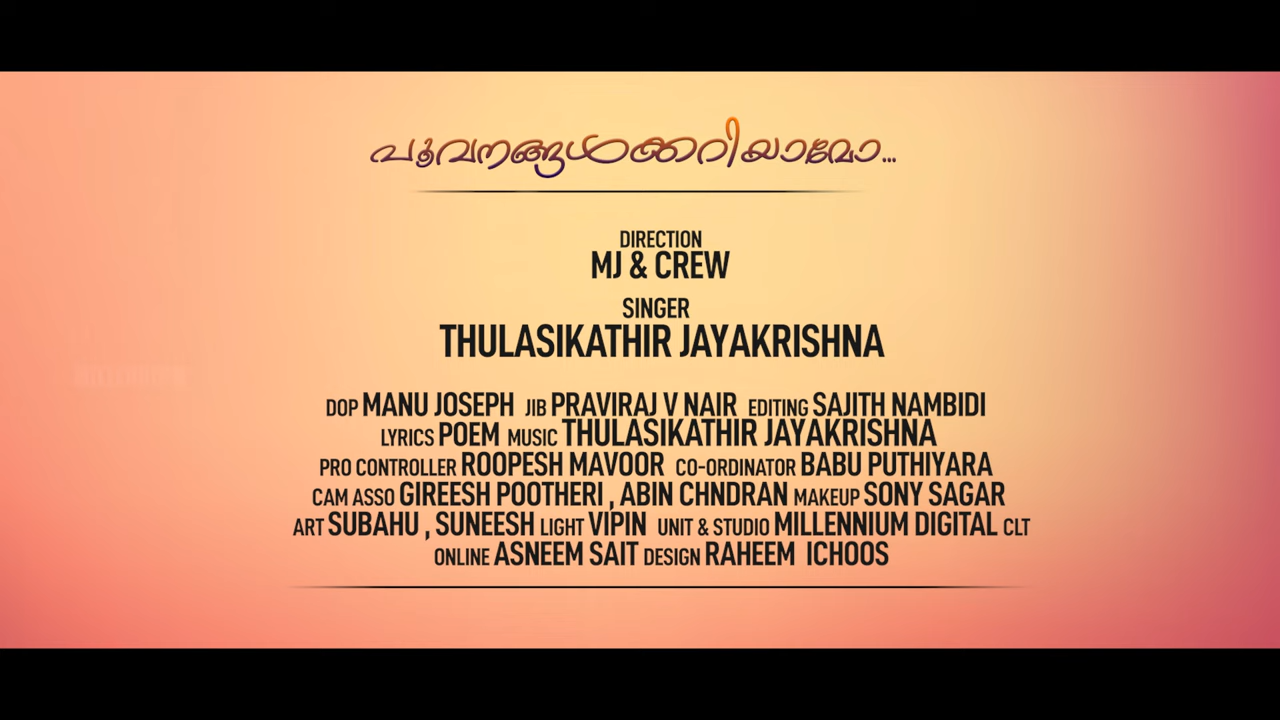 പൂവനങ്ങൾക്കറിയാമോ...
DIRECTION
MJ & CREW
SINGER
THULASIKATHIR JAYAKRISHNA
DOP MANU JOSEPH JIB PRAVIRAJ V NAIR EDITING SAJITH NAMBIDI
LYRICS POEM MUSIC THULASIKATHIR JAYAKRISHNA
PRO CONTROLLER ROOPESH MAVOOR CO-ORDINATOR BABU PUTHIYARA
CAM ASSO GIREESH POOTHERI , ABIN CHNDRAN MAKEUP SONY SAGAR
ART SUBAHU , SUNEESH LIGHT VIPIN UNIT & STUDIO MILLENNIUM DIGITAL CLT
ONLINE ASNEEM SAIT DESIGN RAHEEM ICHOOS